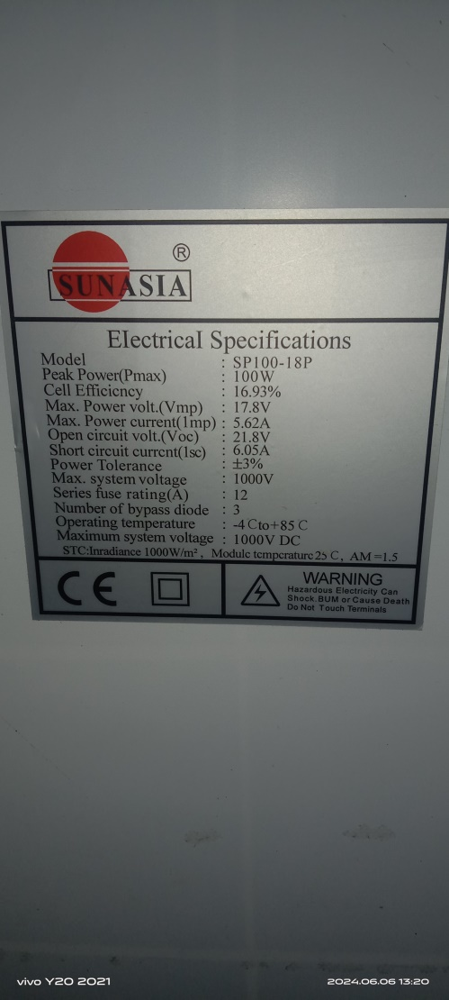 ®
SUNASIA
Electrical Specifications
Model : SP100-18P
Peak Power(Pmax) : 100W
Cell Efficicncy : 16.93%
Max. Power volt.(Vmp) : 17.8V
Max. Power current(1mp) : 5.62A
Open circuit volt.(Voc) : 21.8V
Short circuit currcnt(1sc) : 6.05A
Power Tolerance : ±3%
Max. system voltage : 1000V
Series fuse rating(A) : 12
Number of bypass diode : 3
Operating temperature : -4 C to+85 C
Maximum system voltage : 1000V DC
STC:Inradiance 1000W/m², Modulc tcmpcraturc 25 C, AM =1.5
CE
WARNING
Hazardous Electricity Can
Shock.BUM or Cause Death
Do Not Touch Terminals
vivo Y20 2021
2024.06.06 13:20